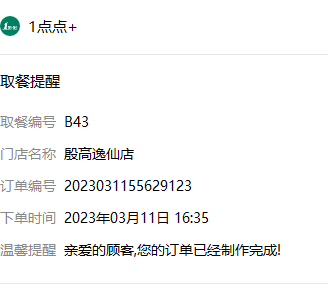 1点点+
取餐提醒
取餐编号 B43
门店名称 殷高逸仙店
订单编号 2023031155629123
下单时间 2023年03月11日 16:35
温馨提醒 亲爱的顾客,您的订单已经制作完成!